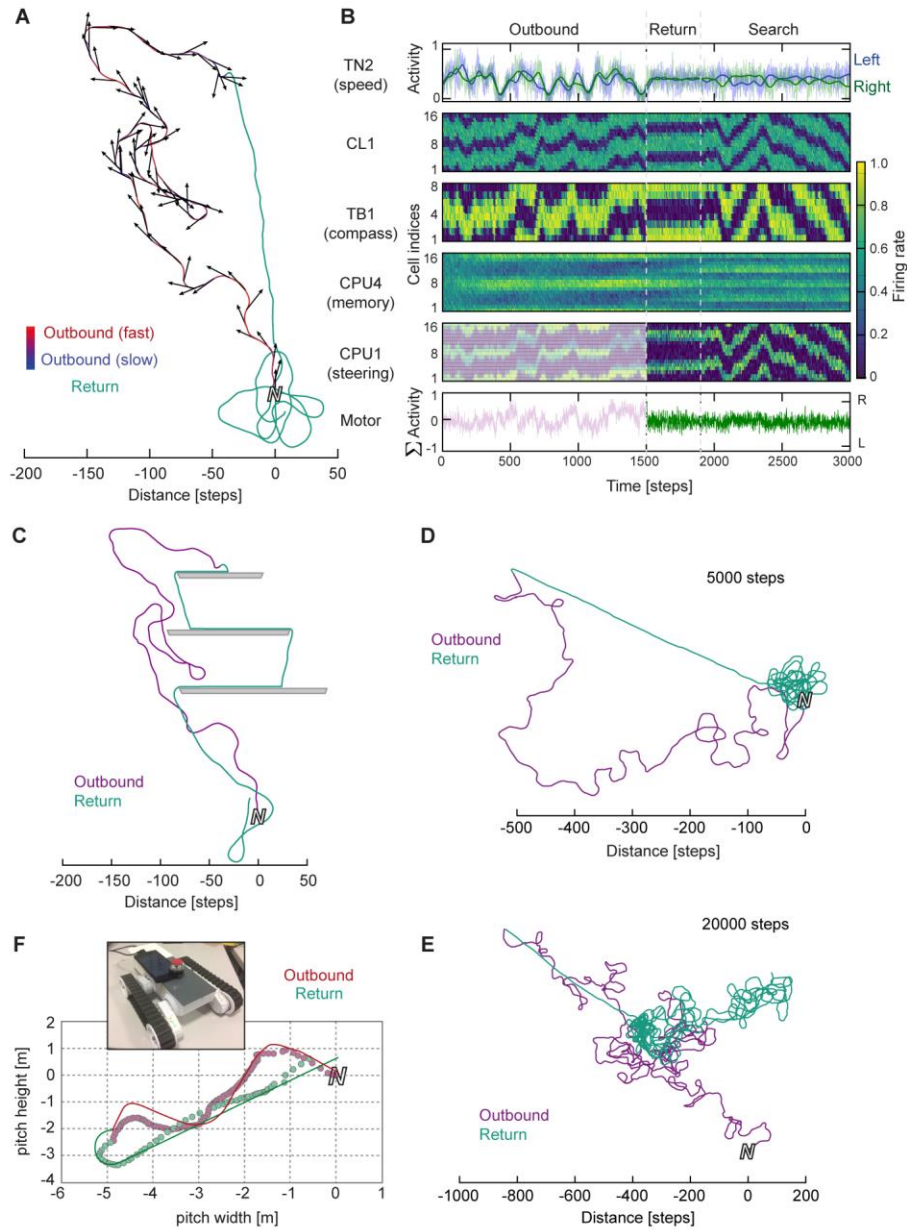 A
Outbound (fast)
Outbound (slow)
Return
N
-200 -150 -100 -50 0 50
Distance [steps]
B
Outbound Return Search
TN2
(speed)
Activity
1
0
Left
Right
CL1
16
8
1
TB1
(compass)
8
4
1
Cell indices
CPU4
(memory)
16
8
1
CPU1
(steering)
16
8
1
Motor
∑ Activity
1
0
-1
R
L
0 500 1000 1500 2000 2500 3000
Time [steps]
1.0
0.8
0.6
0.4
0.2
0
Firing rate
C
Outbound
Return
N
-200 -150 -100 -50 0 50
Distance [steps]
D
5000 steps
Outbound
Return
N
-500 -400 -300 -200 -100 0
Distance [steps]
F
Outbound
Return
2
1
0
-1
-2
-3
-4
pitch height [m]
N
-6 -5 -4 -3 -2 -1 0
pitch width [m]
E
20000 steps
Outbound
Return
N
-1000 -800 -600 -400 -200 0 200
Distance [steps]